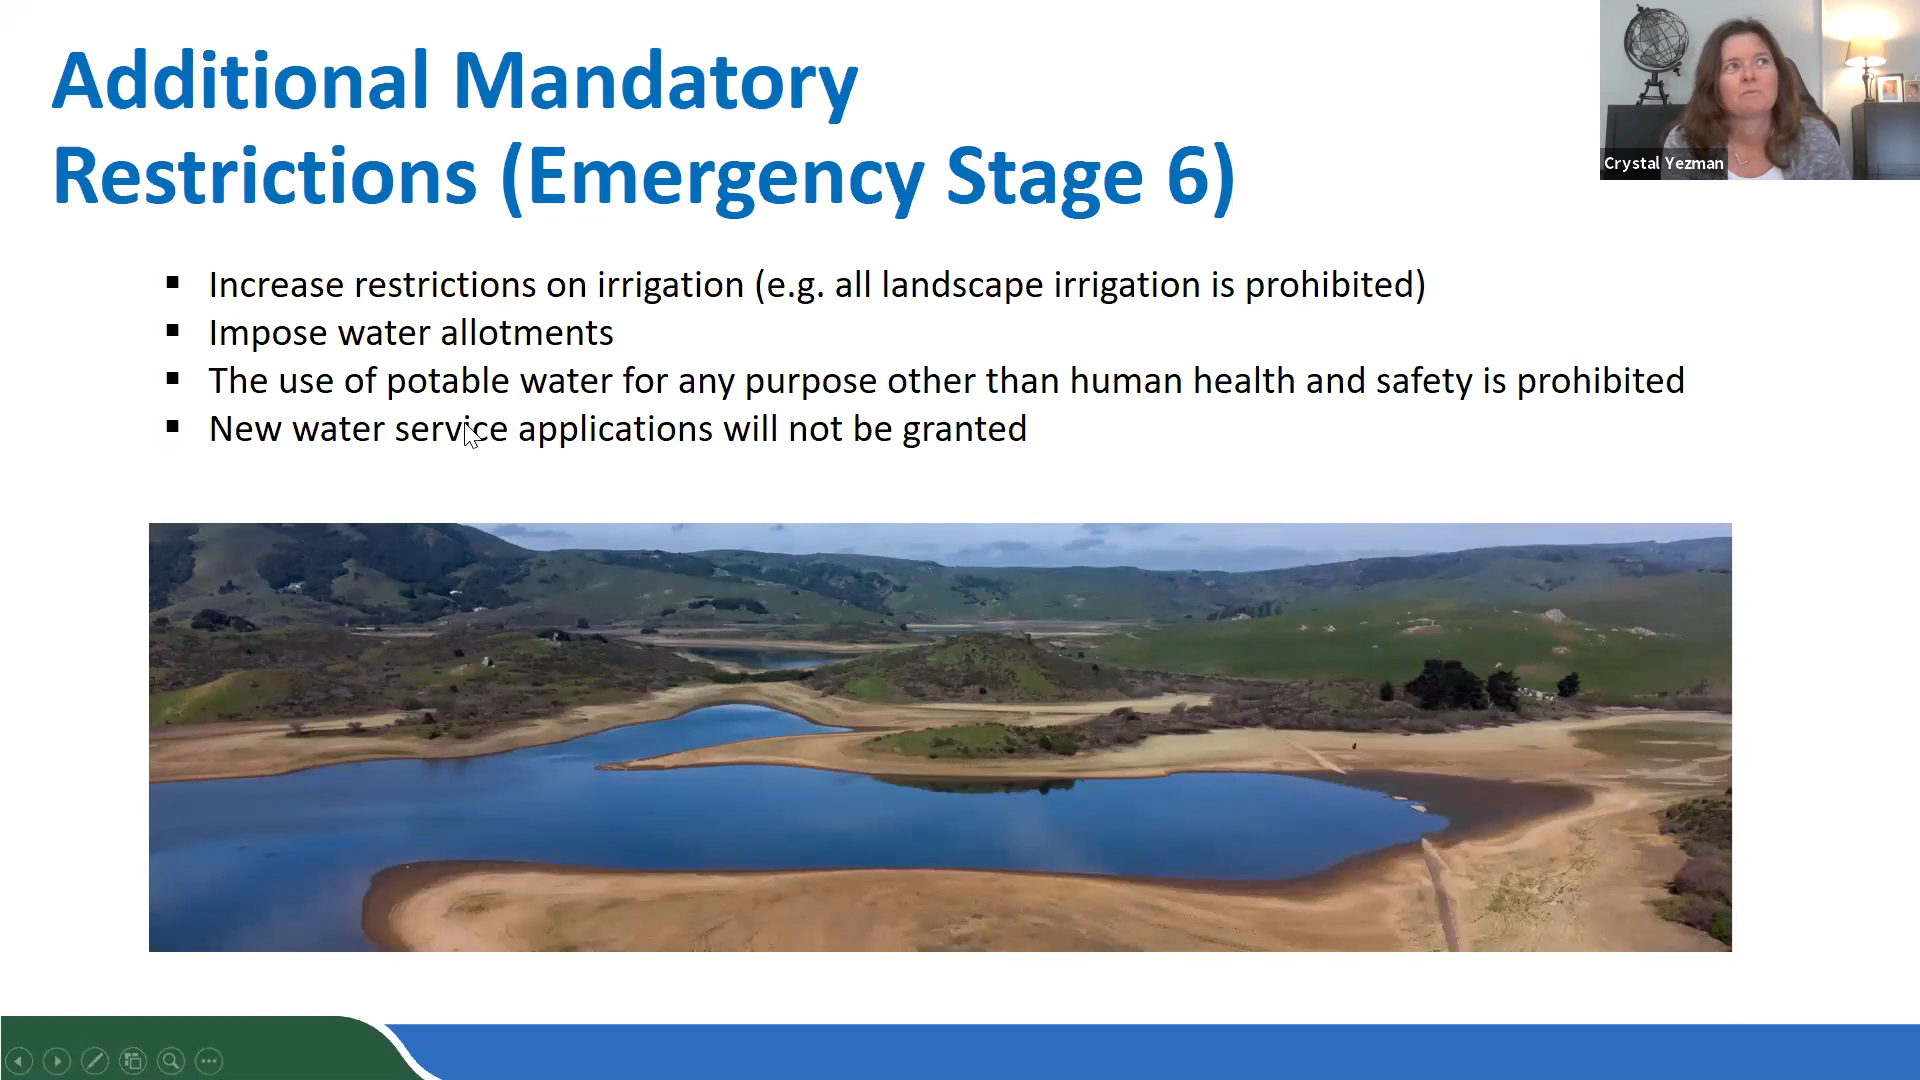 Additional Mandatory
Restrictions (Emergency Stage 6)
Crystal Yezman
▪ Increase restrictions on irrigation (e.g. all landscape irrigation is prohibited)
▪ Impose water allotments
▪ The use of potable water for any purpose other than human health and safety is prohibited
▪ New water service applications will not be granted